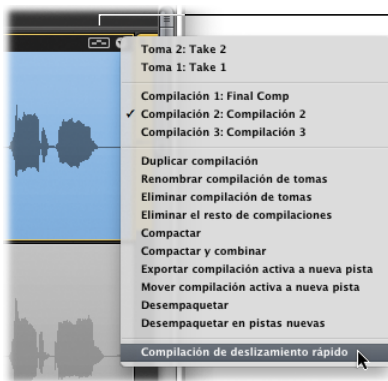 Toma 2: Take 2
Toma 1: Take 1
Compilación 1: Final Comp
✓ Compilación 2: Compilación 2
Compilación 3: Compilación 3
Duplicar compilación
Renombrar compilación de tomas
Eliminar compilación de tomas
Eliminar el resto de compilaciones
Compactar
Compactar y combinar
Exportar compilación activa a nueva pista
Mover compilación activa a nueva pista
Desempaquetar
Desempaquetar en pistas nuevas
Compilación de deslizamiento rápido